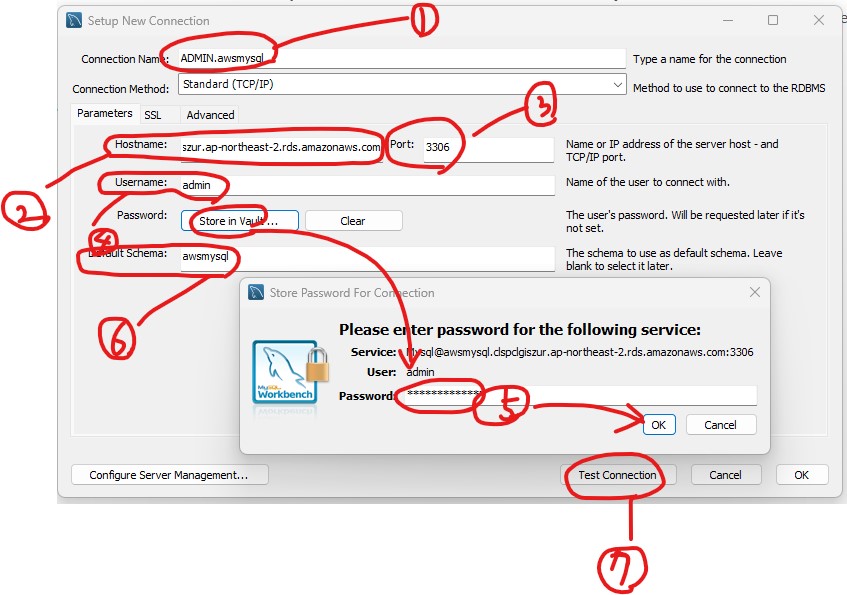 Setup New Connection
①
Connection Name: ADMIN.awsmysql Type a name for the connection
Connection Method: Standard (TCP/IP) Method to use to connect to the RDBMS
Parameters SSL Advanced
③
Hostname: szur.ap-northeast-2.rds.amazonaws.com Port: 3306 Name or IP address of the server host - and
TCP/IP port.
②
Username: admin Name of the user to connect with.
④
Password: Store in Vault ... Clear The user's password. Will be requested later if it's
not set.
Default Schema: awsmysql The schema to use as default schema. Leave
blank to select it later.
⑥
Store Password For Connection
Please enter password for the following service:
Service: Mysql@awsmysql.clspclgiszur.ap-northeast-2.rds.amazonaws.com:3306
User: admin
Password: *************
⑤
OK Cancel
MySQL
Workbench
Configure Server Management... Test Connection Cancel OK
⑦